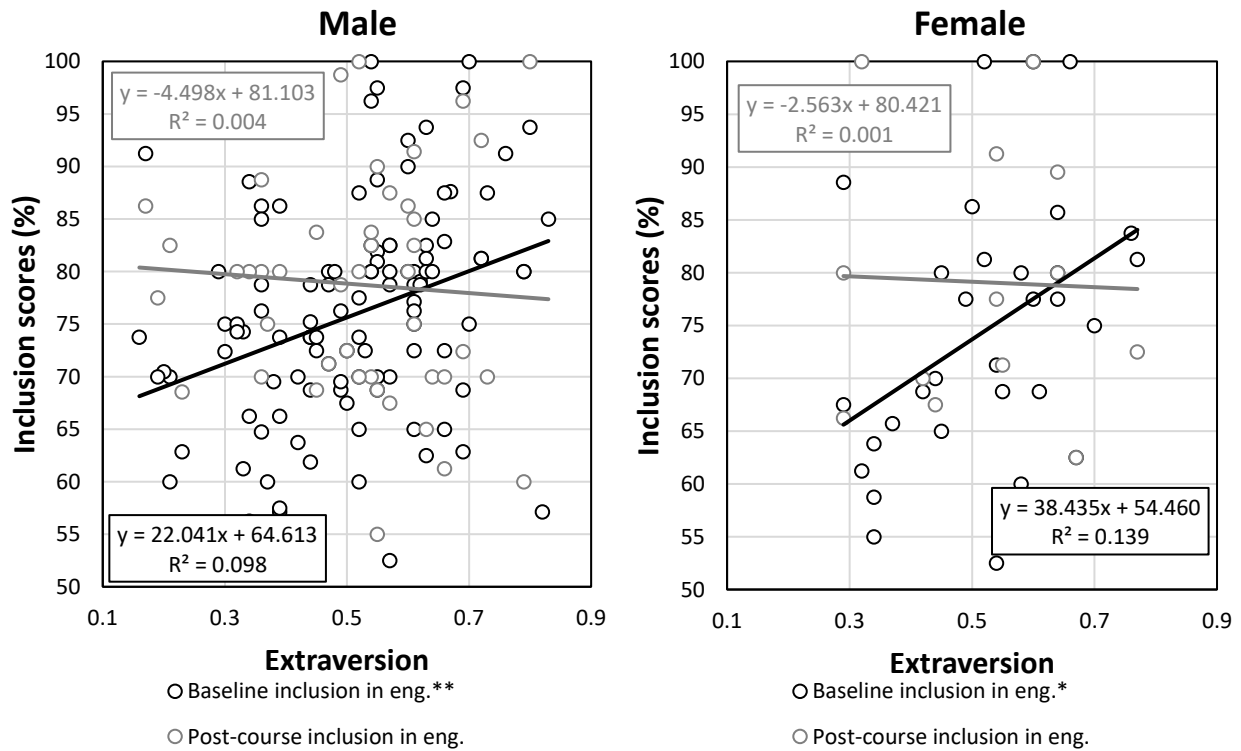 Male
Inclusion scores (%)
100
95
90
85
80
75
70
65
60
55
50
y = -4.498x + 81.103
R² = 0.004
y = 22.041x + 64.613
R² = 0.098
0.1 0.3 0.5 0.7 0.9
Extraversion
Baseline inclusion in eng.**
Post-course inclusion in eng.
Female
Inclusion scores (%)
100
95
90
85
80
75
70
65
60
55
50
y = -2.563x + 80.421
R² = 0.001
y = 38.435x + 54.460
R² = 0.139
0.1 0.3 0.5 0.7 0.9
Extraversion
Baseline inclusion in eng.*
Post-course inclusion in eng.